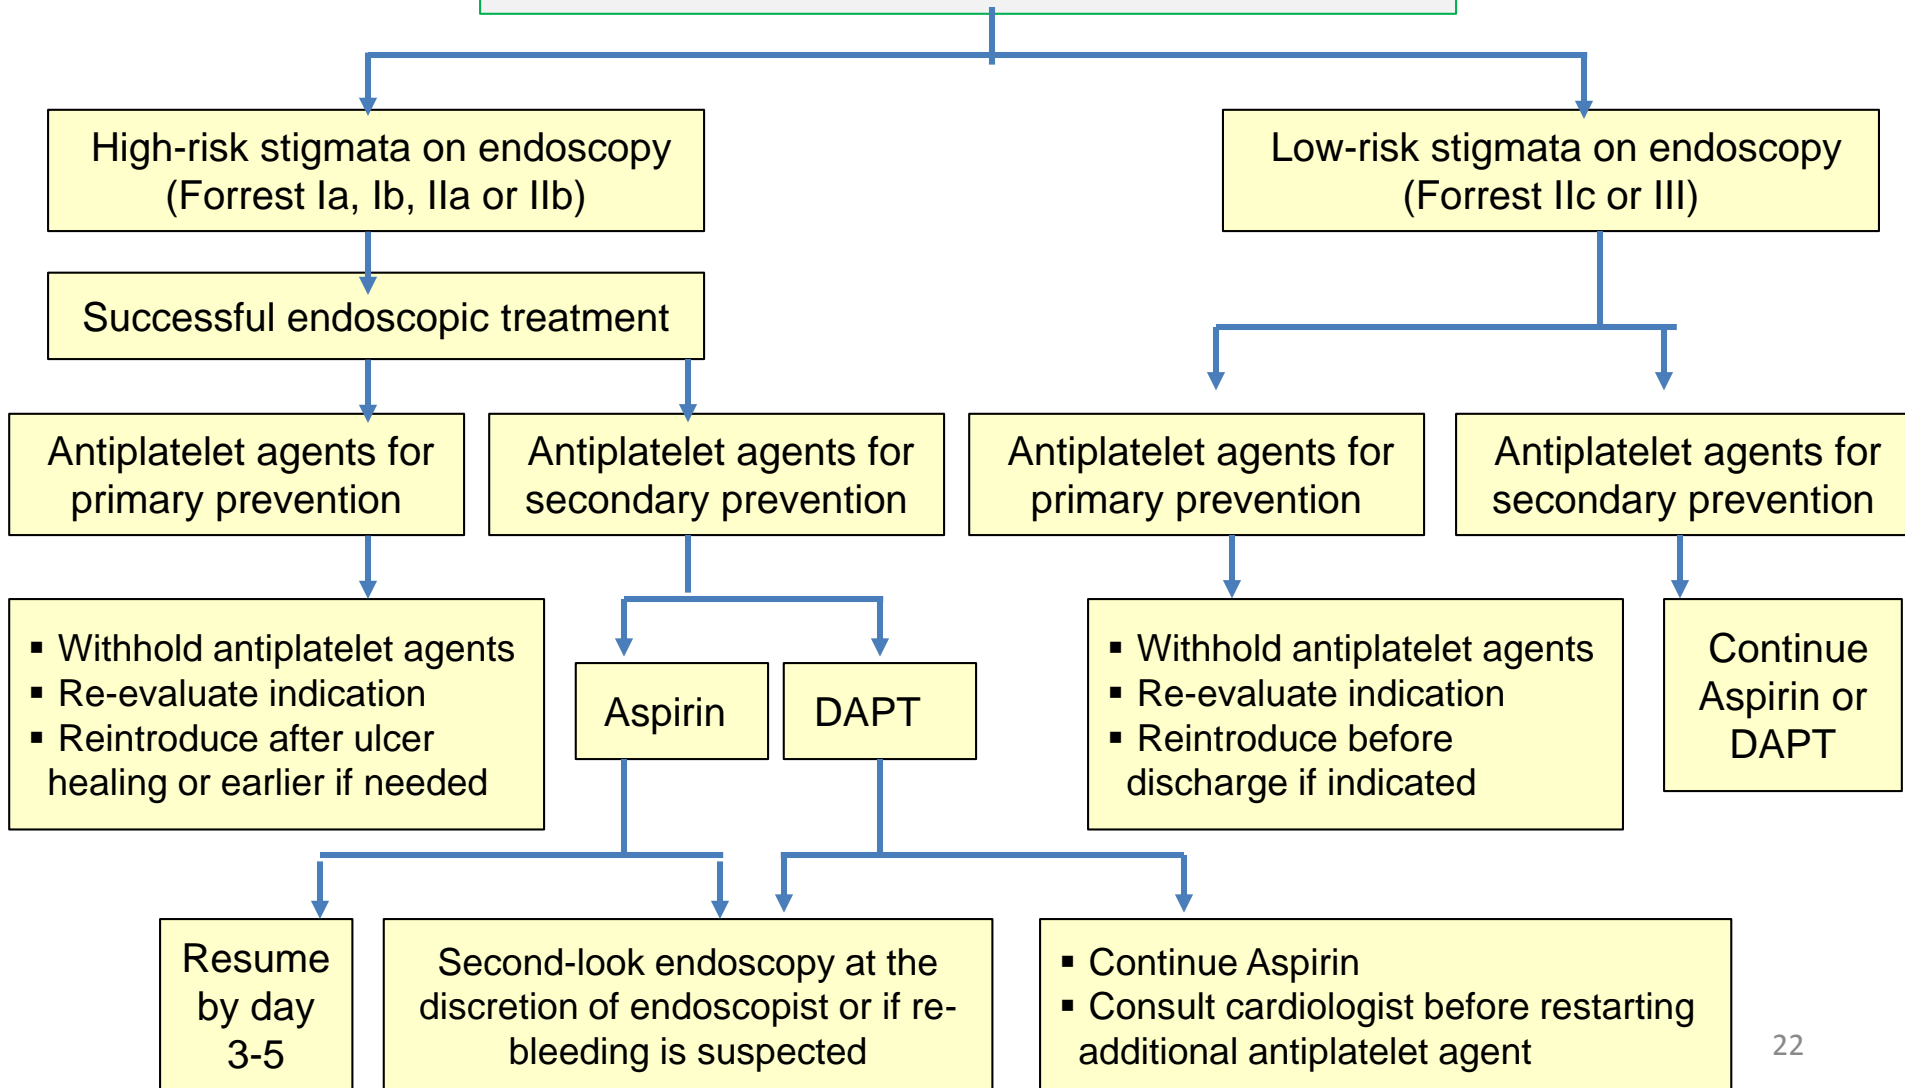 High-risk stigmata on endoscopy
(Forrest Ia, Ib, IIa or IIb)
Low-risk stigmata on endoscopy
(Forrest IIc or III)
Successful endoscopic treatment
Antiplatelet agents for
primary prevention
Antiplatelet agents for
secondary prevention
Antiplatelet agents for
primary prevention
Antiplatelet agents for
secondary prevention
▪ Withhold antiplatelet agents
▪ Re-evaluate indication
▪ Reintroduce after ulcer
healing or earlier if needed
Aspirin
DAPT
▪ Withhold antiplatelet agents
▪ Re-evaluate indication
▪ Reintroduce before
discharge if indicated
Continue
Aspirin or
DAPT
Resume
by day
3-5
Second-look endoscopy at the
discretion of endoscopist or if re-
bleeding is suspected
▪ Continue Aspirin
▪ Consult cardiologist before restarting
additional antiplatelet agent
22